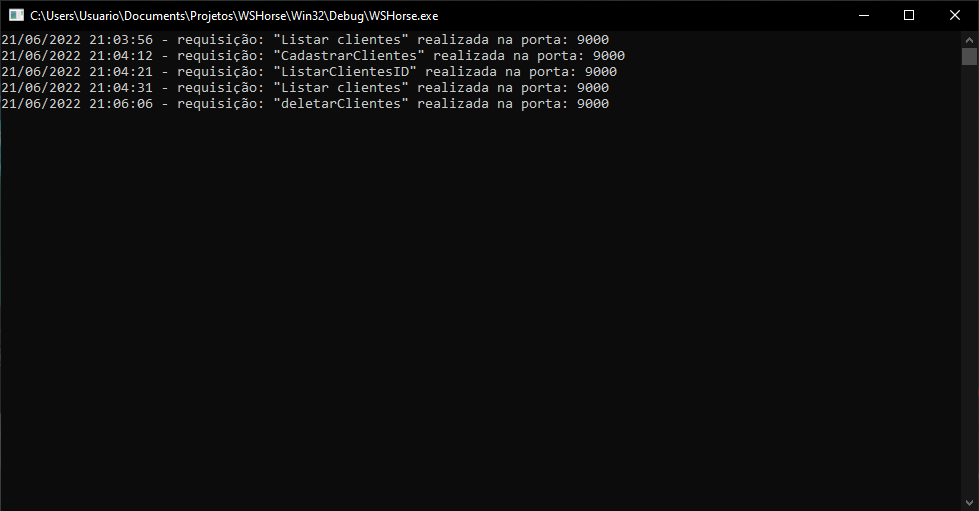 C:\Users\Usuario\Documents\Projetos\WSHorse\Win32\Debug\WSHorse.exe
21/06/2022 21:03:56 - requisição: "Listar clientes" realizada na porta: 9000
21/06/2022 21:04:12 - requisição: "CadastrarClientes" realizada na porta: 9000
21/06/2022 21:04:21 - requisição: "ListarClientesID" realizada na porta: 9000
21/06/2022 21:04:31 - requisição: "Listar clientes" realizada na porta: 9000
21/06/2022 21:06:06 - requisição: "deletarClientes" realizada na porta: 9000